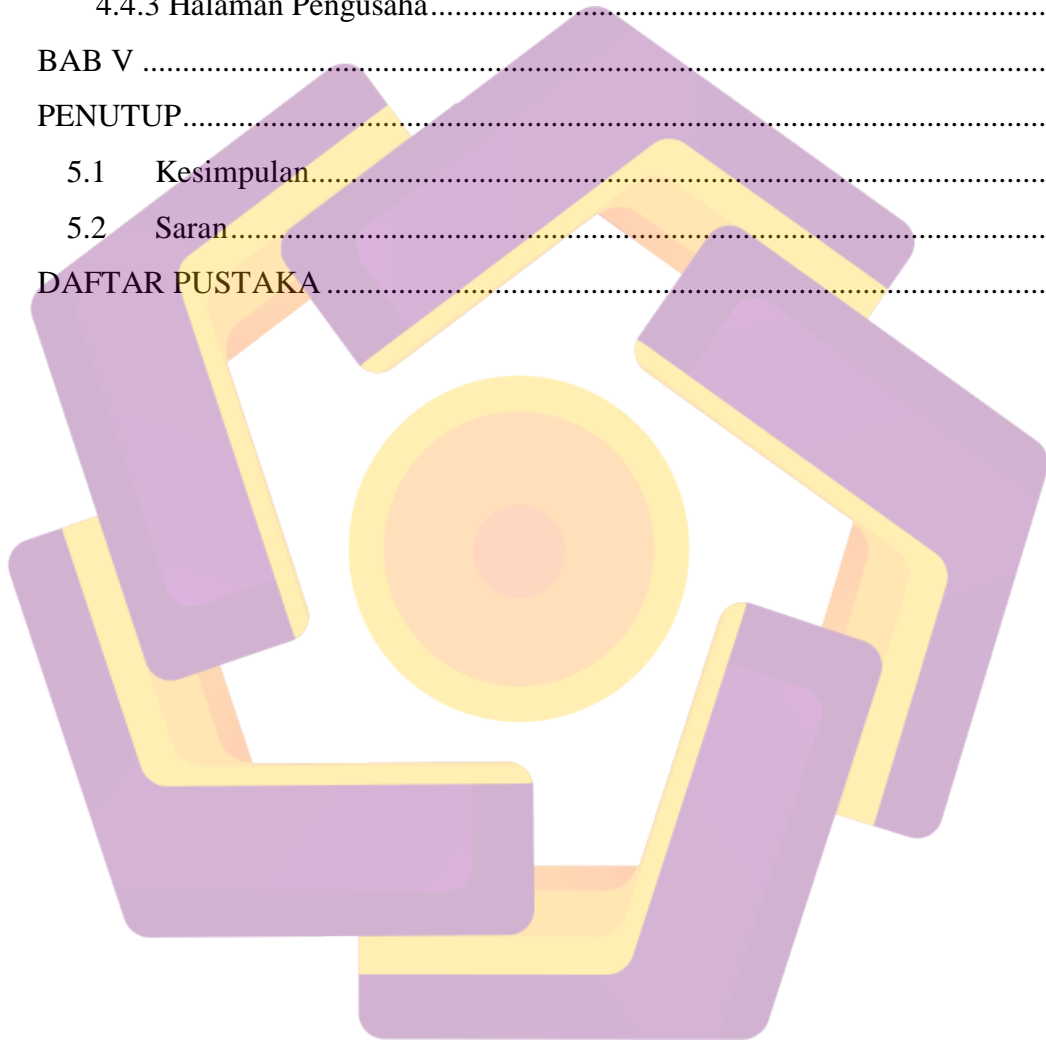 4.4.3 Halaman Pengusaha........................................................................................
BAB V ........................................................................................................................
PENUTUP...................................................................................................................
5.1 Kesimpulan.................................................................................................
5.2 Saran...........................................................................................................
DAFTAR PUSTAKA ...............................................................................................